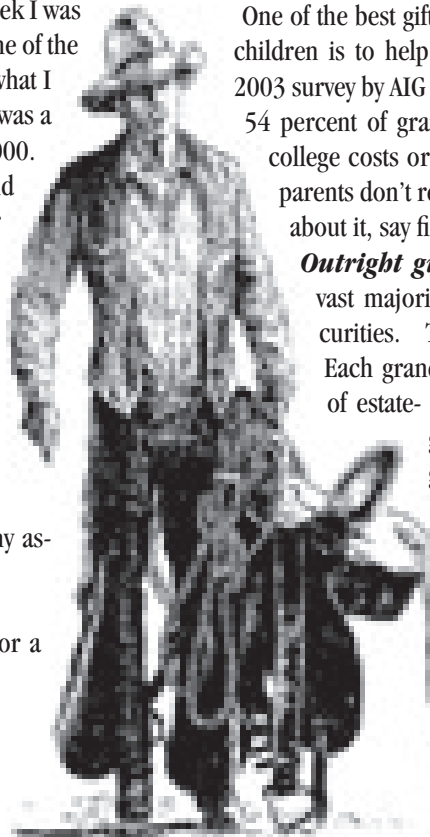 ek I was
ne of the
what I
was a
000.
d
ny as-
or a
One of the best gift
children is to help
2003 survey by AIG
54 percent of gra
college costs or
parents don't re
about it, say fi
Outright gi
vast majori
curities. T
Each grand
of estate-